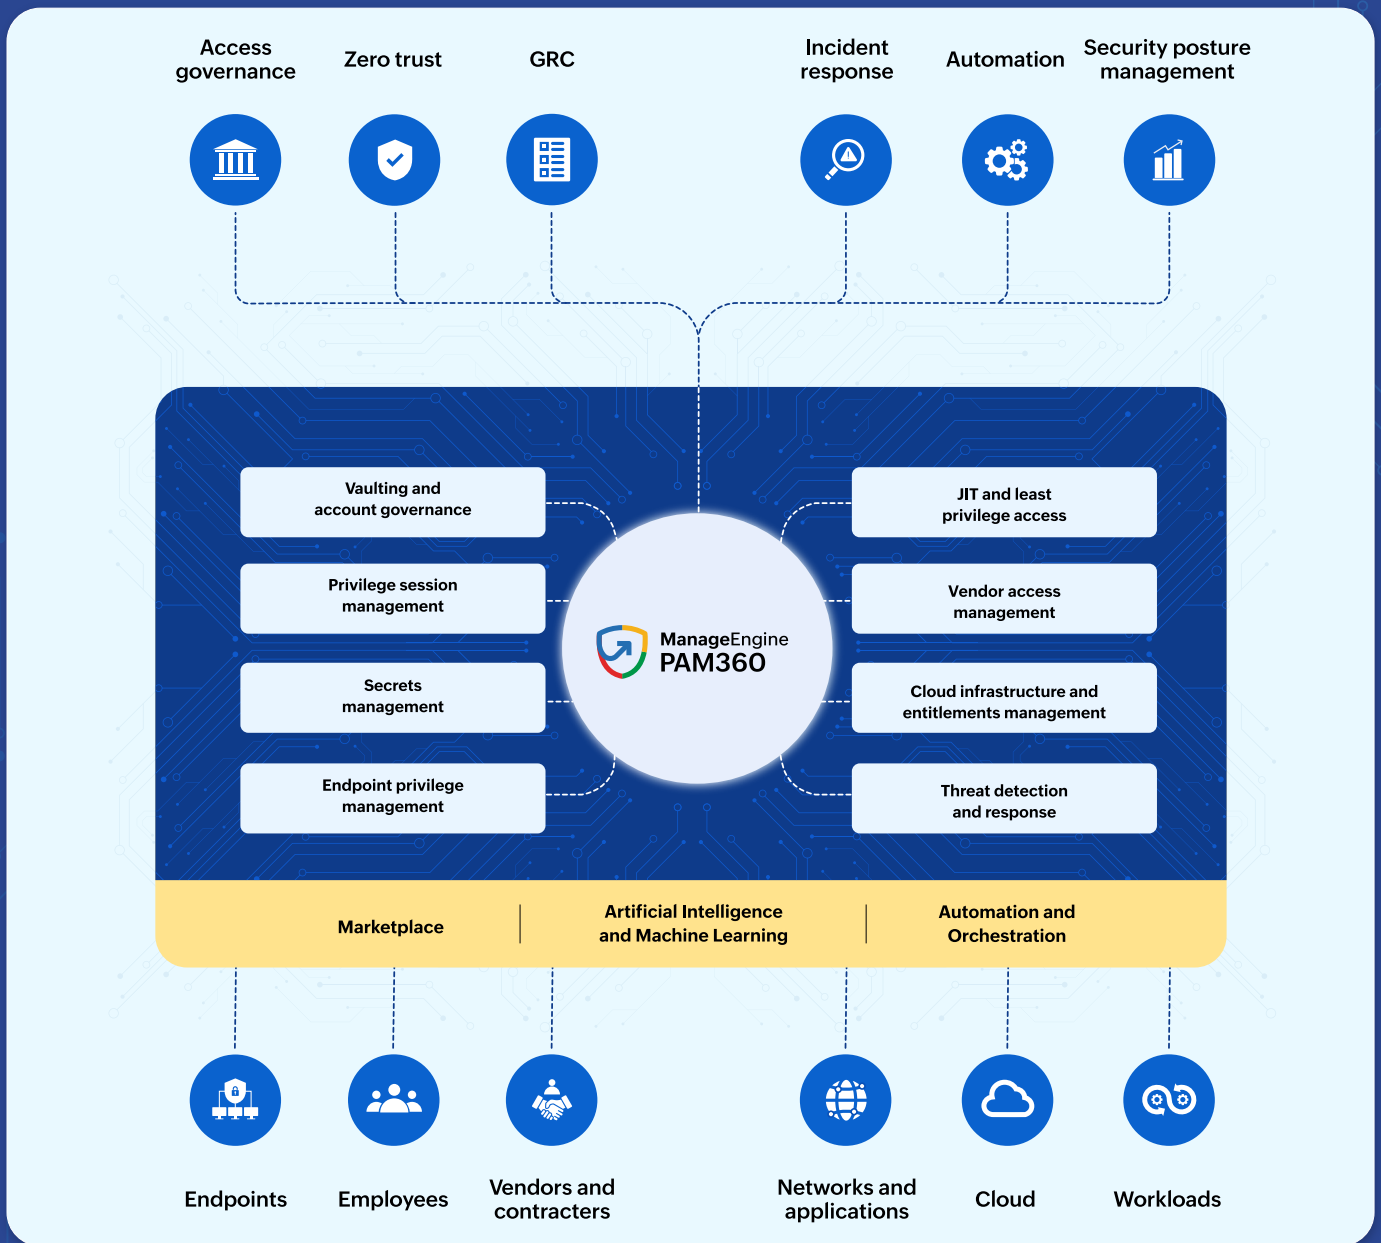 Access
governance
Zero trust
GRC
Incident
response
Automation
Security posture
management
Vaulting and
account governance
Privilege session
management
Secrets
management
Endpoint privilege
management
ManageEngine
PAM360
JIT and least
privilege access
Vendor access
management
Cloud infrastructure and
entitlements management
Threat detection
and response
Marketplace
Artificial Intelligence
and Machine Learning
Automation and
Orchestration
Endpoints
Employees
Vendors and
contracters
Networks and
applications
Cloud
Workloads